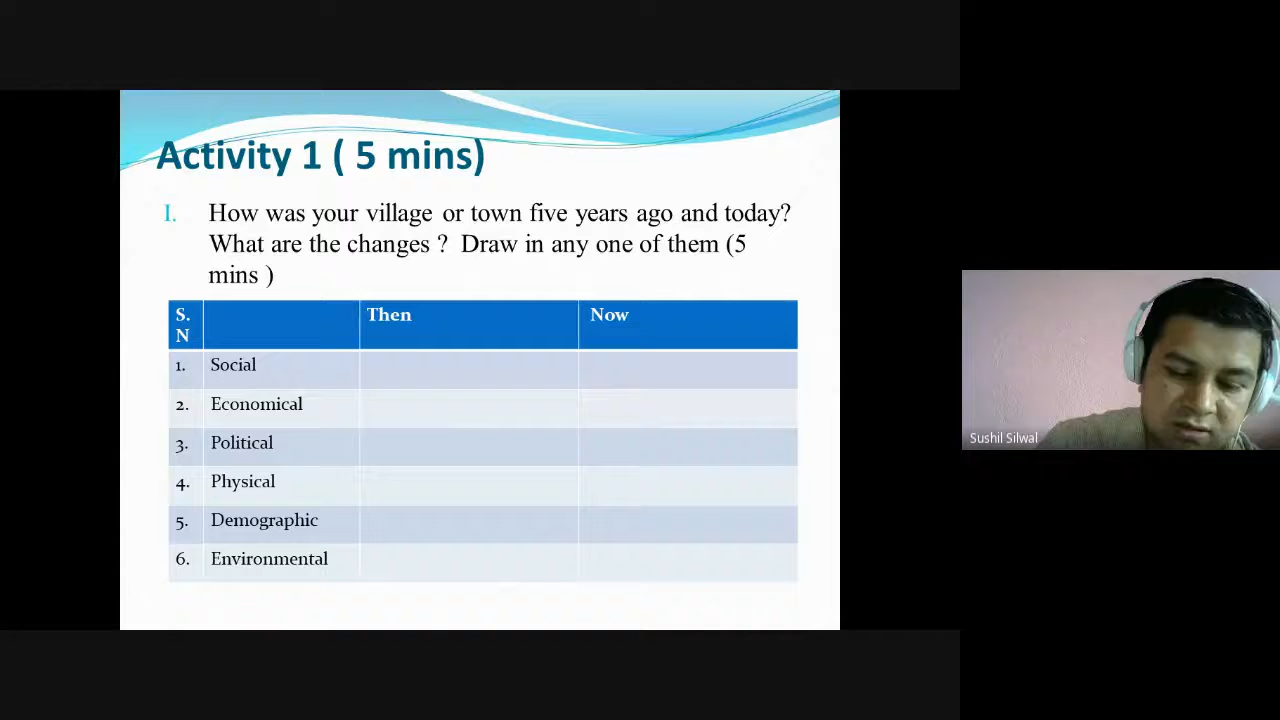 Activity 1 ( 5 mins)
I. How was your village or town five years ago and today?
What are the changes ? Draw in any one of them (5
mins )
S. N Then Now
1. Social
2. Economical
3. Political
4. Physical
5. Demographic
6. Environmental
Sushil Silwal